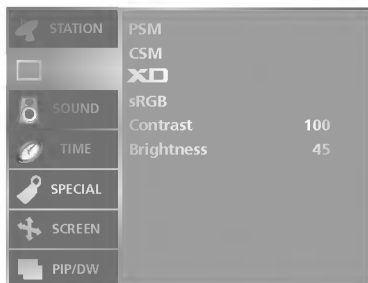 STATION
SOUND
TIME
SPECIAL
SCREEN
PIP/DW
PSM
CSM
XD
sRGB
Contrast 100
Brightness 45